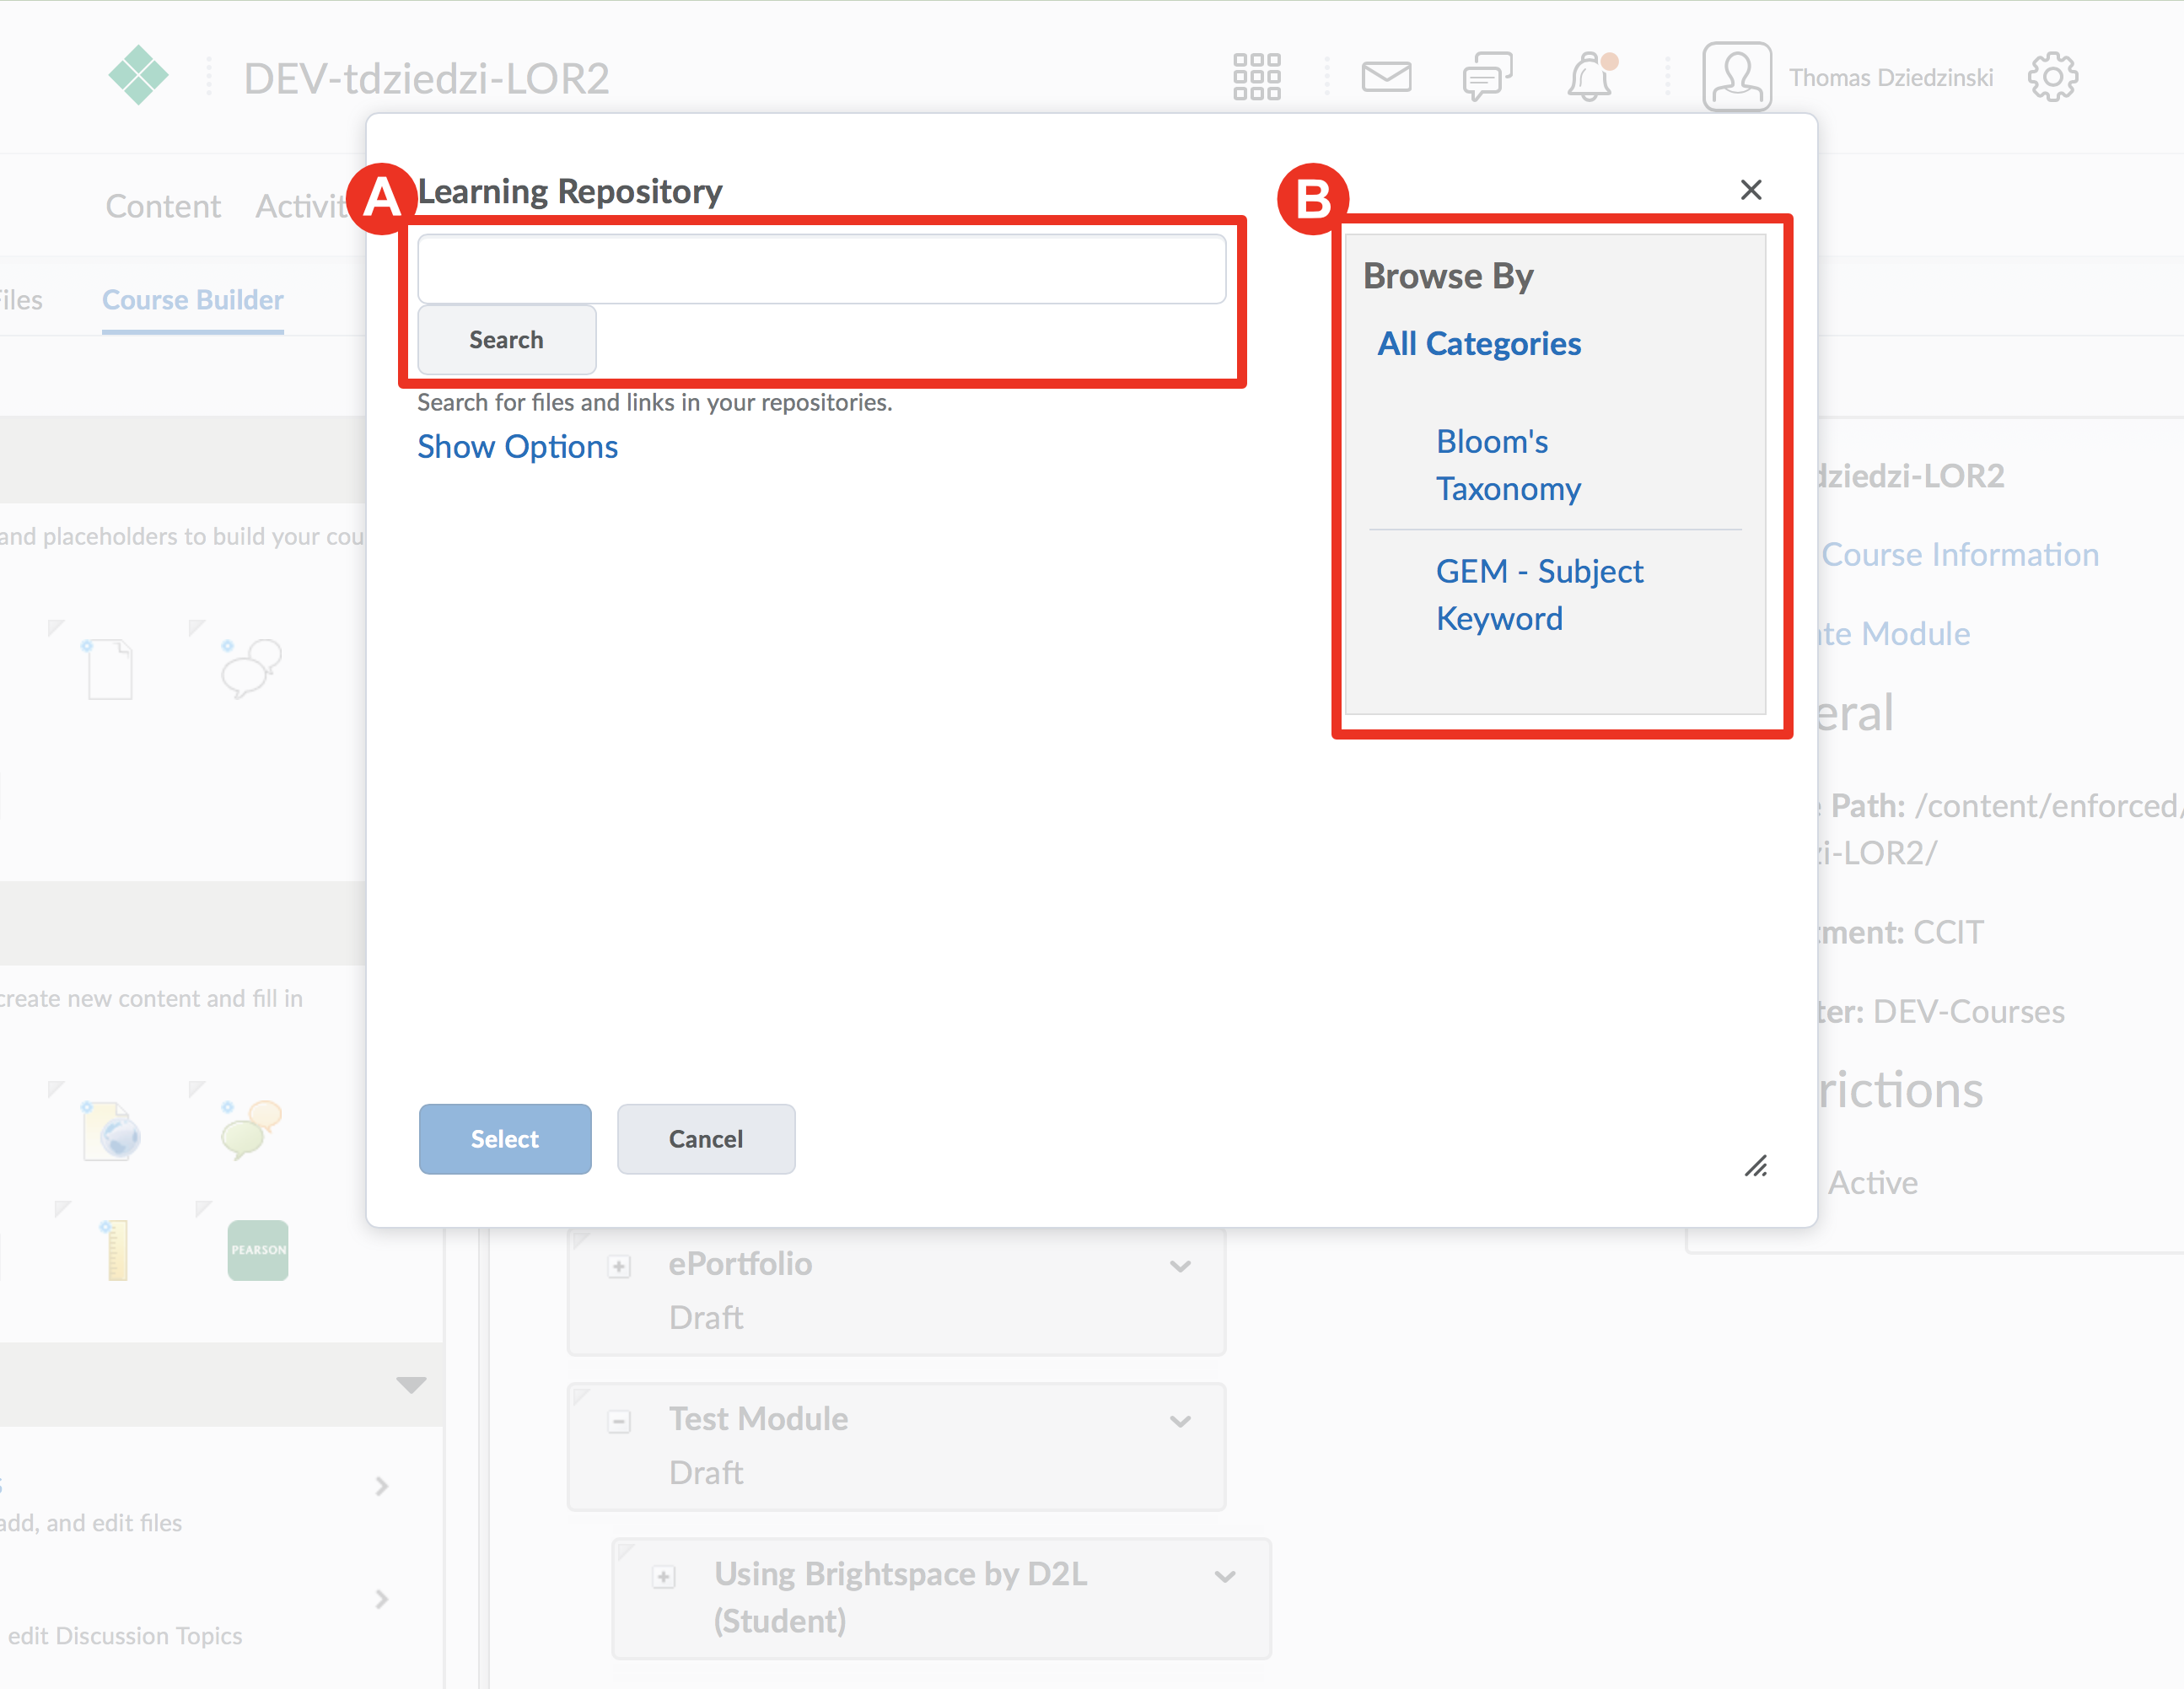 DEV-tdziedzi-LOR2
Thomas Dziedzinski
Content Activit
iles Course Builder
A
Learning Repository
Search
Search for files and links in your repositories.
Show Options
B
Browse By
All Categories
Bloom's
Taxonomy
GEM - Subject
Keyword
Select
Cancel
and placeholders to build your cou
create new content and fill in
PEARSON
s
add, and edit files
edit Discussion Topics
ePortfolio
Draft
Test Module
Draft
Using Brightspace by D2L
(Student)
dziedzi-LOR2
Course Information
te Module
eral
Path: /content/enforced/
zi-LOR2/
tment: CCIT
ter: DEV-Courses
rictions
Active